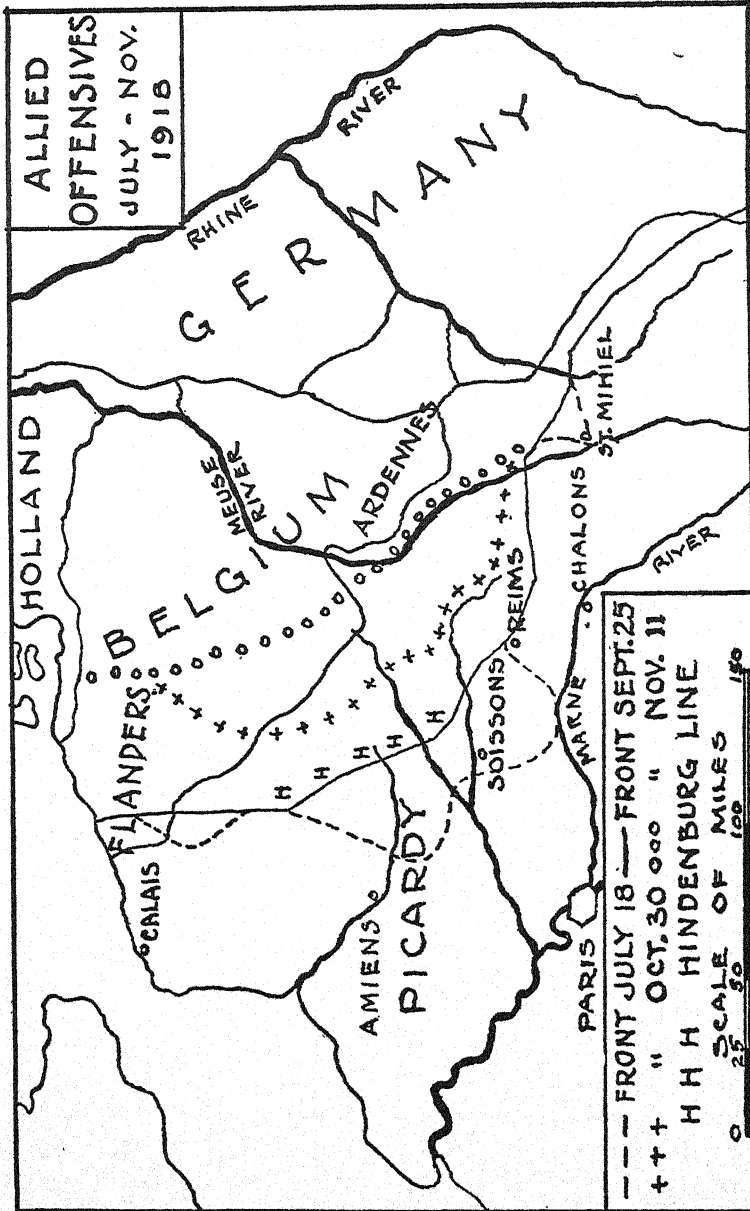 ALLIED
OFFENSIVES
JULY - NOV.
1918
HOLLAND
RHINE
RIVER
GERMANY
MEUSE
RIVER
BELGIUM
ARDENNES
FLANDERS
CALAIS
H H H H H
AMIENS
PICARDY
SOISSONS
REIMS
CHALONS
ST. MIHIEL
MARNE
RIVER
PARIS
--- FRONT JULY 18 — FRONT SEPT.25
+++ " OCT.30 ooo " NOV. 11
H H H HINDENBURG LINE
SCALE OF MILES
0 25 50 100 150